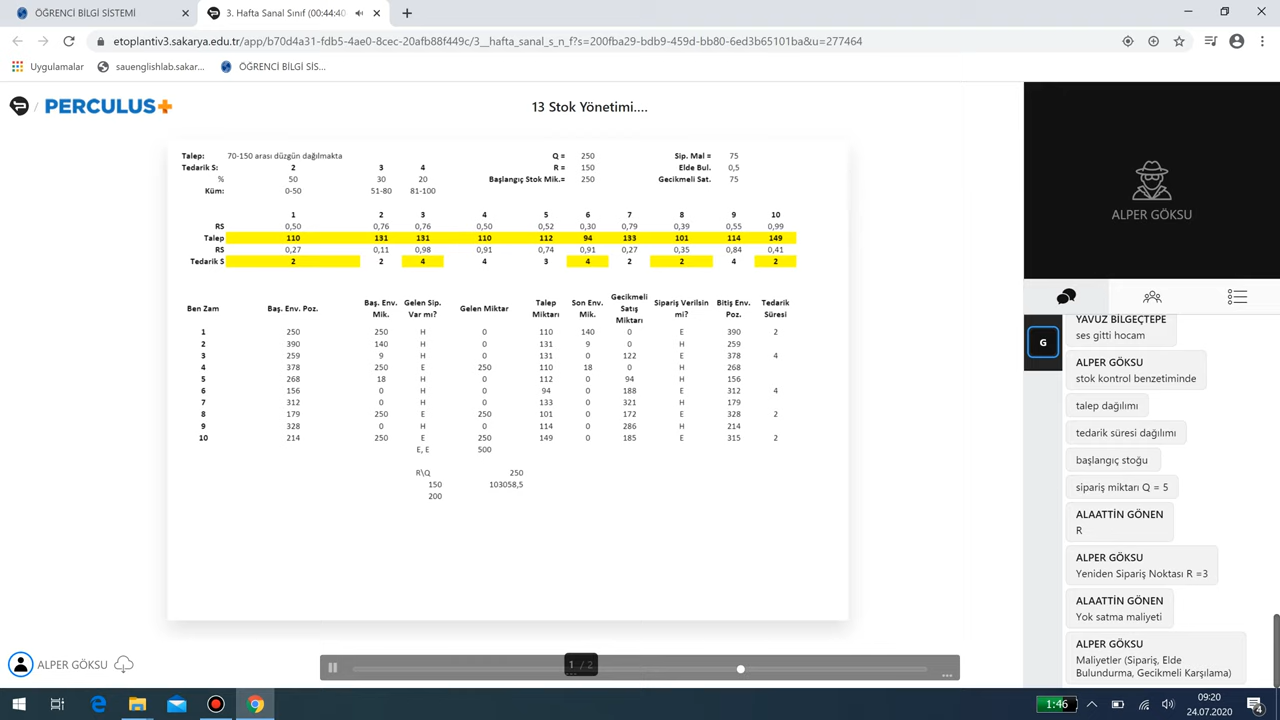 ÖĞRENCİ BİLGİ SİSTEMİ
3. Hafta Sanal Sınıf (00:44:40
etoplantiv3.sakarya.edu.tr/app/b70d4a31-fdb5-4ae0-8cec-20afb88f449c/3__hafta_sanal_s_n_f?s=200fba29-bdb9-459d-bb80-6ed3b65101ba&u=277464
Uygulamalar sauenglishlab.sakar... ÖĞRENCİ BİLGİ SİS...
/ PERCULUS+
13 Stok Yönetimi....
Talep: 70-150 arası düzgün dağılmakta Q = 250 Sip. Mal = 75
Tedarik S: 2 3 4 R = 150 Elde Bul. 0,5
% 50 30 20 Başlangıç Stok Mik.= 250 Gecikmeli Sat. 75
Küm: 0-50 51-80 81-100
1 2 3 4 5 6 7 8 9 10
RS 0,50 0,76 0,76 0,50 0,52 0,30 0,79 0,39 0,55 0,99
Talep 110 131 131 110 112 94 133 101 114 149
RS 0,27 0,11 0,98 0,91 0,74 0,91 0,27 0,35 0,84 0,41
Tedarik S 2 2 4 4 3 4 2 2 4 2
Ben Zam Baş. Env. Poz. Baş. Env. Mik. Gelen Sip. Var mı? Gelen Miktar Talep Miktarı Son Env. Mik. Gecikmeli Satış Miktarı Sipariş Verilsin mi? Bitiş Env. Poz. Tedarik Süresi
1 250 250 H 0 110 140 0 E 390 2
2 390 140 H 0 131 9 0 H 259
3 259 9 H 0 131 0 122 E 378 4
4 378 250 E 250 110 18 0 H 268
5 268 18 H 0 112 0 94 H 156
6 156 0 H 0 94 0 188 E 312 4
7 312 0 H 0 133 0 321 H 179
8 179 250 E 250 101 0 172 E 328 2
9 328 0 H 0 114 0 286 H 214
10 214 250 E 250 149 0 185 E 315 2
E, E 500
R\Q 250
150 103058,5
200
ALPER GÖKSU
G
YAVUZ BİLGEÇTEPE
ses gitti hocam
ALPER GÖKSU
stok kontrol benzetiminde
talep dağılımı
tedarik süresi dağılımı
başlangıç stoğu
sipariş miktarı Q = 5
ALAATTİN GÖNEN
R
ALPER GÖKSU
Yeniden Sipariş Noktası R =3
ALAATTİN GÖNEN
Yok satma maliyeti
ALPER GÖKSU
Maliyetler (Sipariş, Elde
Bulundurma, Gecikmeli Karşılama)
ALPER GÖKSU
1 / 2
1:46
09:20
24.07.2020
4